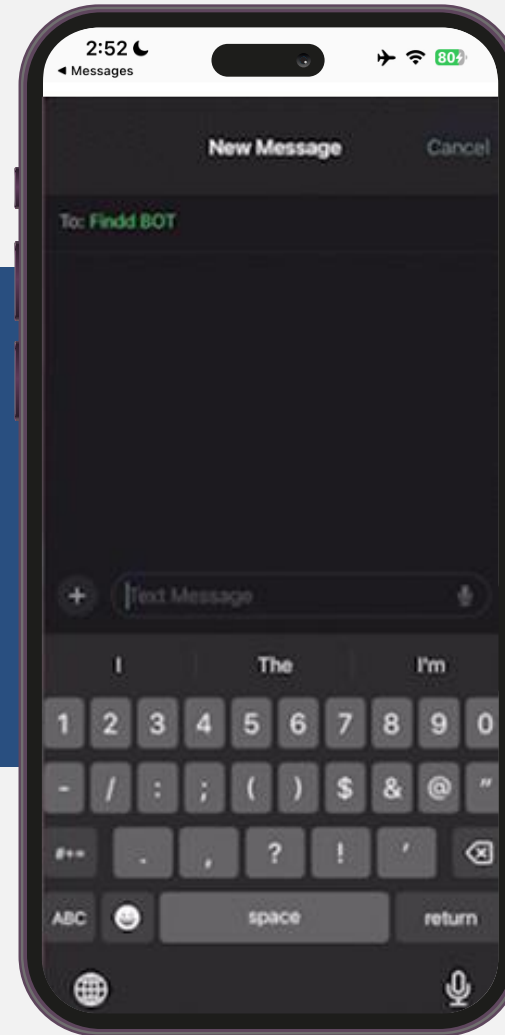 2:52
◀ Messages
80
New Message Cancel
To: Findd BOT
Text Message
I The I'm
1 2 3 4 5 6 7 8 9 0
- / : ; ( ) $ & @ "
#+= . , ? ! '
ABC space return